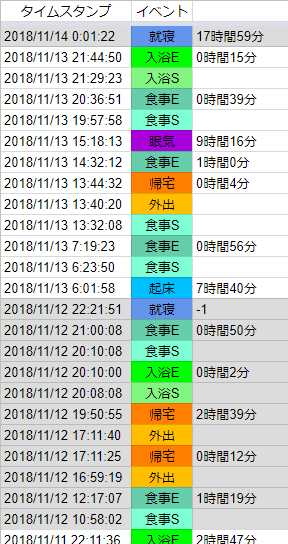 タイムスタンプ イベント
2018/11/14 0:01:22 就寝 17時間59分
2018/11/13 21:44:50 入浴E 0時間15分
2018/11/13 21:29:23 入浴S
2018/11/13 20:36:51 食事E 0時間39分
2018/11/13 19:57:58 食事S
2018/11/13 15:18:13 眠気 9時間16分
2018/11/13 14:32:12 食事E 1時間0分
2018/11/13 13:44:32 帰宅 0時間4分
2018/11/13 13:40:20 外出
2018/11/13 13:32:08 食事S
2018/11/13 7:19:23 食事E 0時間56分
2018/11/13 6:23:50 食事S
2018/11/13 6:01:58 起床 7時間40分
2018/11/12 22:21:51 就寝 -1
2018/11/12 21:00:08 食事E 0時間50分
2018/11/12 20:10:08 食事S
2018/11/12 20:10:00 入浴E 0時間2分
2018/11/12 20:08:08 入浴S
2018/11/12 19:50:55 帰宅 2時間39分
2018/11/12 17:11:40 外出
2018/11/12 17:11:25 帰宅 0時間12分
2018/11/12 16:59:19 外出
2018/11/12 12:17:07 食事E 1時間19分
2018/11/12 10:58:02 食事S
2018/11/11 22:11:36 入浴E 2時間47分